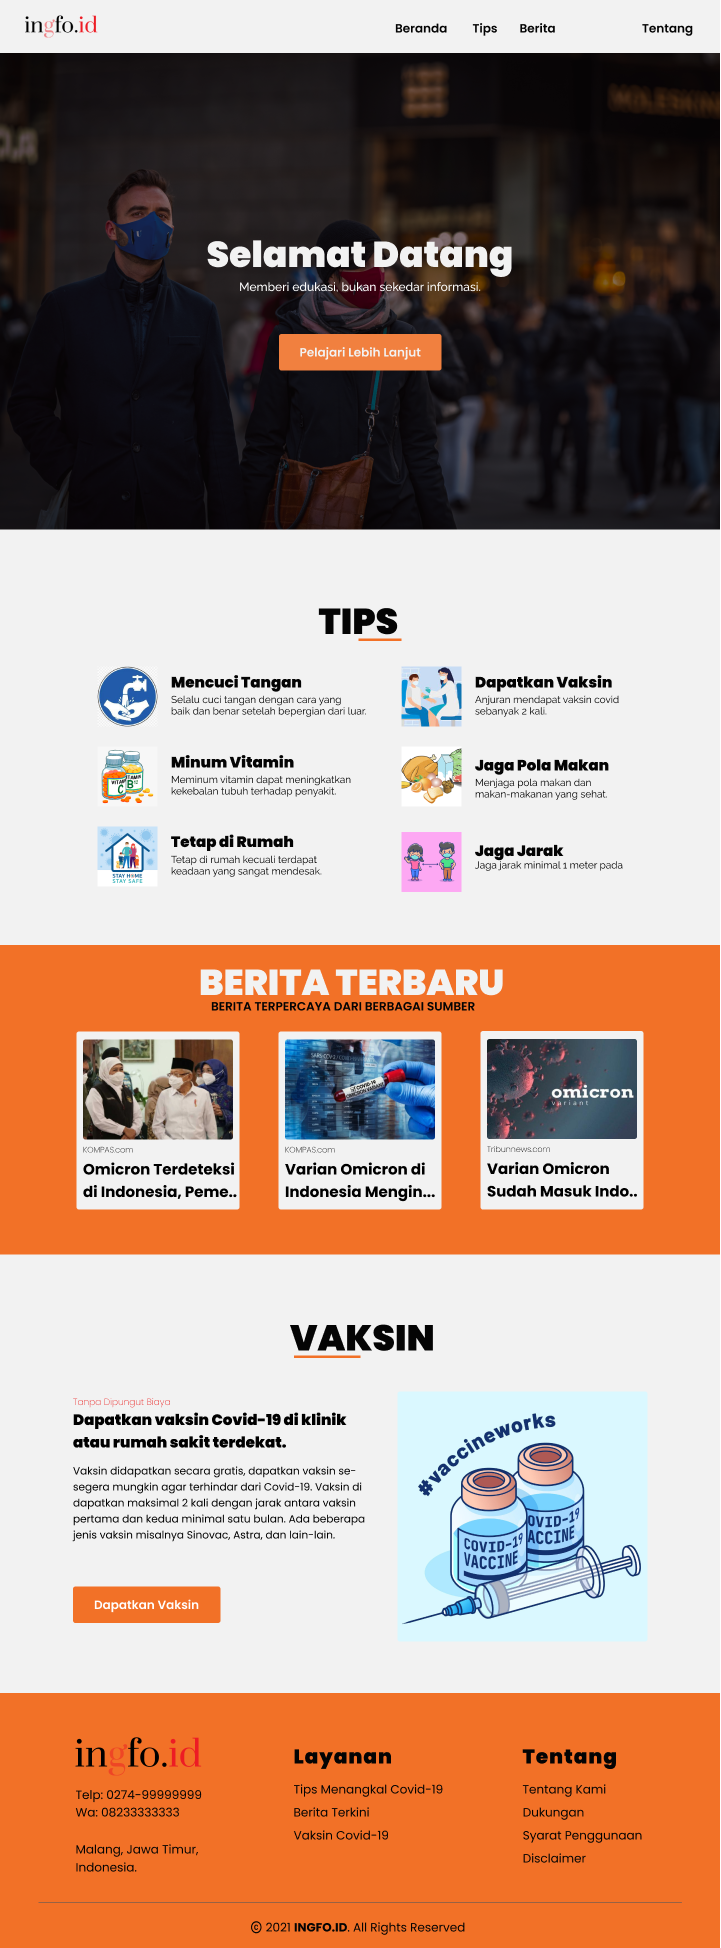 ingfo.id
Beranda Tips Berita Tentang
MOLESKINE
Selamat Datang
Memberi edukasi, bukan sekedar informasi.
Pelajari Lebih Lanjut
TIPS
Mencuci Tangan
Selalu cuci tangan dengan cara yang
baik dan benar setelah bepergian dari luar.
Dapatkan Vaksin
Anjuran mendapat vaksin covid
sebanyak 2 kali.
Minum Vitamin
Meminum vitamin dapat meningkatkan
kekebalan tubuh terhadap penyakit.
Jaga Pola Makan
Menjaga pola makan dan
makan-makanan yang sehat.
Tetap di Rumah
Tetap di rumah kecuali terdapat
keadaan yang sangat mendesak.
STAY HOME
STAY SAFE
Jaga Jarak
Jaga jarak minimal 1 meter pada
BERITA TERBARU
BERITA TERPERCAYA DARI BERBAGAI SUMBER
KOMPAS.com
Omicron Terdeteksi
di Indonesia, Peme..
COVID-19
OMICRON VARIANT
KOMPAS.com
Varian Omicron di
Indonesia Mengin...
omicron
variant
Tribunnews.com
Varian Omicron
Sudah Masuk Indo..
VAKSIN
Tanpa Dipungut Biaya
Dapatkan vaksin Covid-19 di klinik
atau rumah sakit terdekat.
Vaksin didapatkan secara gratis, dapatkan vaksin se-
segera mungkin agar terhindar dari Covid-19. Vaksin di
dapatkan maksimal 2 kali dengan jarak antara vaksin
pertama dan kedua minimal satu bulan. Ada beberapa
jenis vaksin misalnya Sinovac, Astra, dan lain-lain.
Dapatkan Vaksin
#vaccineworks
COVID-19
VACCINE
OVID-19
ACCINE
ingfo.id
Telp: 0274-99999999
Wa: 08233333333
Malang, Jawa Timur,
Indonesia.
Layanan
Tips Menangkal Covid-19
Berita Terkini
Vaksin Covid-19
Tentang
Tentang Kami
Dukungan
Syarat Penggunaan
Disclaimer
© 2021 INGFO.ID. All Rights Reserved